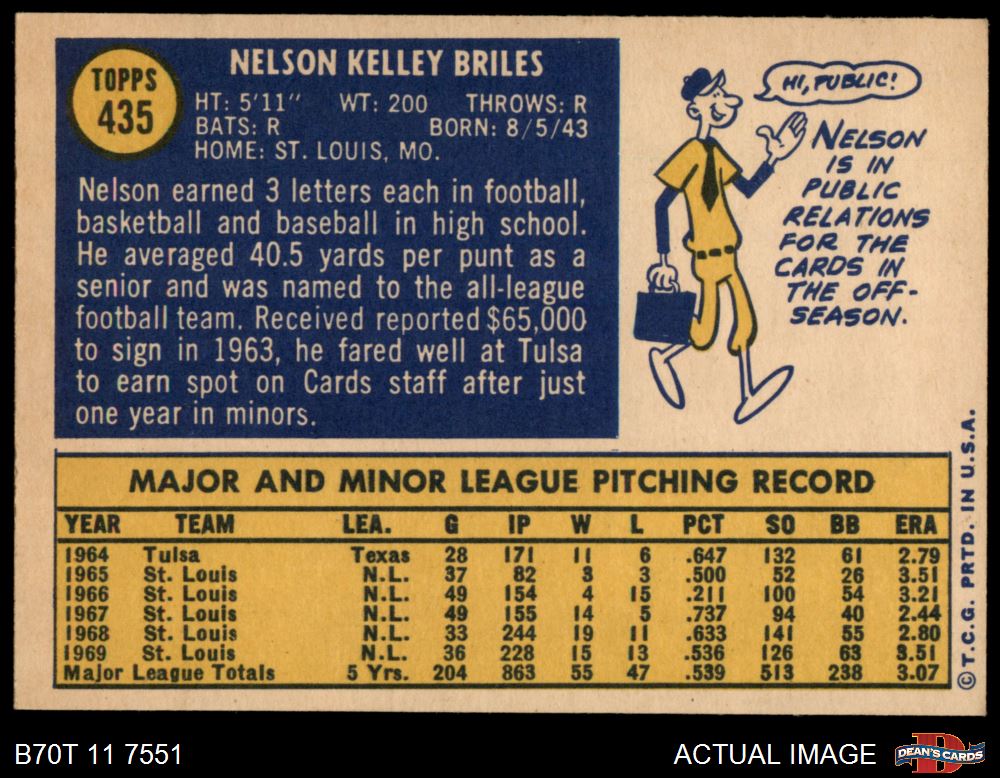 TOPPS
435
NELSON KELLEY BRILES
HT: 5'11" WT: 200 THROWS: R
BATS: R BORN: 8/5/43
HOME: ST. LOUIS, MO.
Nelson earned 3 letters each in football,
basketball and baseball in high school.
He averaged 40.5 yards per punt as a
senior and was named to the all-league
football team. Received reported $65,000
to sign in 1963, he fared well at Tulsa
to earn spot on Cards staff after just
one year in minors.
HI, PUBLIC!
NELSON
IS IN
PUBLIC
RELATIONS
FOR THE
CARDS IN
THE OFF-
SEASON.
MAJOR AND MINOR LEAGUE PITCHING RECORD
YEAR TEAM LEA. G IP W L PCT SO BB ERA
1964 Tulsa Texas 28 171 11 6 .647 132 61 2.79
1965 St. Louis N.L. 37 82 3 3 .500 52 26 3.51
1966 St. Louis N.L. 49 154 4 15 .211 100 54 3.21
1967 St. Louis N.L. 49 155 14 5 .737 94 40 2.44
1968 St. Louis N.L. 33 244 19 11 .633 141 55 2.80
1969 St. Louis N.L. 36 228 15 13 .536 126 63 3.51
Major League Totals 5 Yrs. 204 863 55 47 .539 513 238 3.07
©T.C.G. PRTD. IN U.S.A.
B70T 11 7551
ACTUAL IMAGE
DEAN'S CARDS